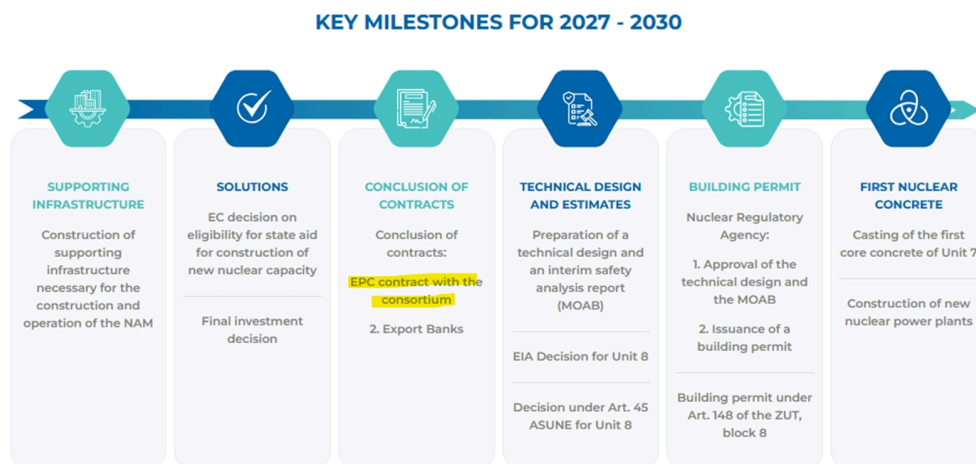 KEY MILESTONES FOR 2027 - 2030
SUPPORTING
INFRASTRUCTURE
Construction of
supporting
infrastructure
necessary for the
construction and
operation of the NAM
SOLUTIONS
EC decision on
eligibility for state aid
for construction of
new nuclear capacity
Final investment
decision
CONCLUSION OF
CONTRACTS
Conclusion of
contracts:
EPC contract with the
consortium
2. Export Banks
TECHNICAL DESIGN
AND ESTIMATES
Preparation of a
technical design and
an interim safety
analysis report
(MOAB)
EIA Decision for Unit 8
Decision under Art. 45
ASUNE for Unit 8
BUILDING PERMIT
Nuclear Regulatory
Agency:
1. Approval of the
technical design and
the MOAB
2. Issuance of a
building permit
Building permit under
Art. 148 of the ZUT,
block 8
FIRST NUCLEAR
CONCRETE
Casting of the first
core concrete of Unit 7
Construction of new
nuclear power plants